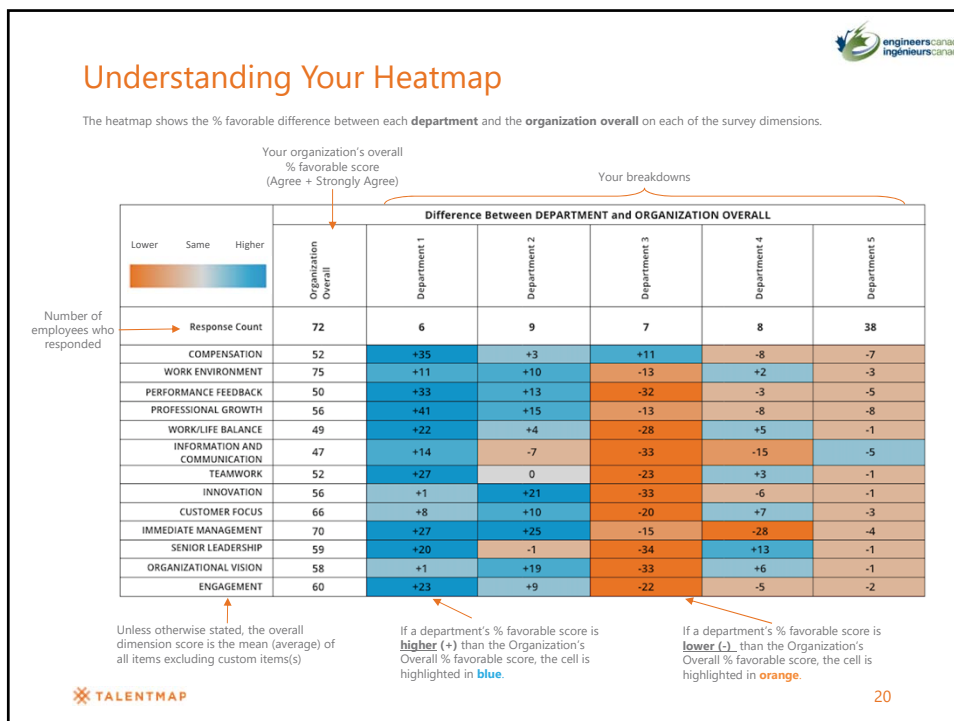 engineerscana
ingénieurscana
Understanding Your Heatmap
The heatmap shows the % favorable difference between each department and the organization overall on each of the survey dimensions.
Your organization's overall
% favorable score
(Agree + Strongly Agree)
Your breakdowns
Difference Between DEPARTMENT and ORGANIZATION OVERALL
Lower Same Higher
Organization
Overall
Department 1
Department 2
Department 3
Department 4
Department 5
Number of
employees who
responded
Response Count 72 6 9 7 8 38
COMPENSATION 52 +35 +3 +11 -8 -7
WORK ENVIRONMENT 75 +11 +10 -13 +2 -3
PERFORMANCE FEEDBACK 50 +33 +13 -32 -3 -5
PROFESSIONAL GROWTH 56 +41 +15 -13 -8 -8
WORK/LIFE BALANCE 49 +22 +4 -28 +5 -1
INFORMATION AND
COMMUNICATION 47 +14 -7 -33 -15 -5
TEAMWORK 52 +27 0 -23 +3 -1
INNOVATION 56 +1 +21 -33 -6 -1
CUSTOMER FOCUS 66 +8 +10 -20 +7 -3
IMMEDIATE MANAGEMENT 70 +27 +25 -15 -28 -4
SENIOR LEADERSHIP 59 +20 -1 -34 +13 -1
ORGANIZATIONAL VISION 58 +1 +19 -33 +6 -1
ENGAGEMENT 60 +23 +9 -22 -5 -2
Unless otherwise stated, the overall
dimension score is the mean (average) of
all items excluding custom items(s)
If a department's % favorable score is
higher (+) than the Organization's
Overall % favorable score, the cell is
highlighted in blue.
If a department's % favorable score is
lower (-) than the Organization's
Overall % favorable score, the cell is
highlighted in orange.
TALENTMAP
20